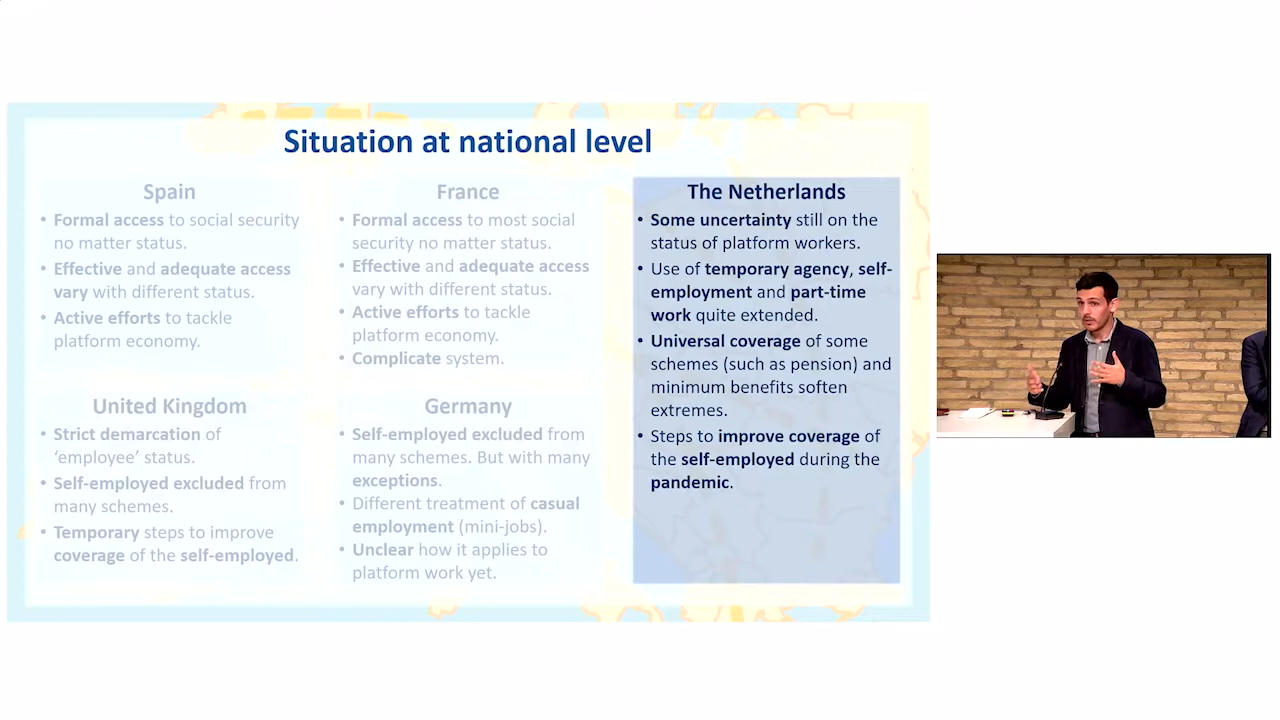 Situation at national level
Spain
• Formal access to social security
no matter status.
• Effective and adequate access
vary with different status.
• Active efforts to tackle
platform economy.
France
• Formal access to most social
security no matter status.
• Effective and adequate access
vary with different status.
• Active efforts to tackle
platform economy.
• Complicate system.
The Netherlands
• Some uncertainty still on the
status of platform workers.
• Use of temporary agency, self-
employment and part-time
work quite extended.
• Universal coverage of some
schemes (such as pension) and
minimum benefits soften
extremes.
• Steps to improve coverage of
the self-employed during the
pandemic.
United Kingdom
• Strict demarcation of
‘employee’ status.
• Self-employed excluded from
many schemes.
• Temporary steps to improve
coverage of the self-employed.
Germany
• Self-employed excluded from
many schemes. But with many
exceptions.
• Different treatment of casual
employment (mini-jobs).
• Unclear how it applies to
platform work yet.